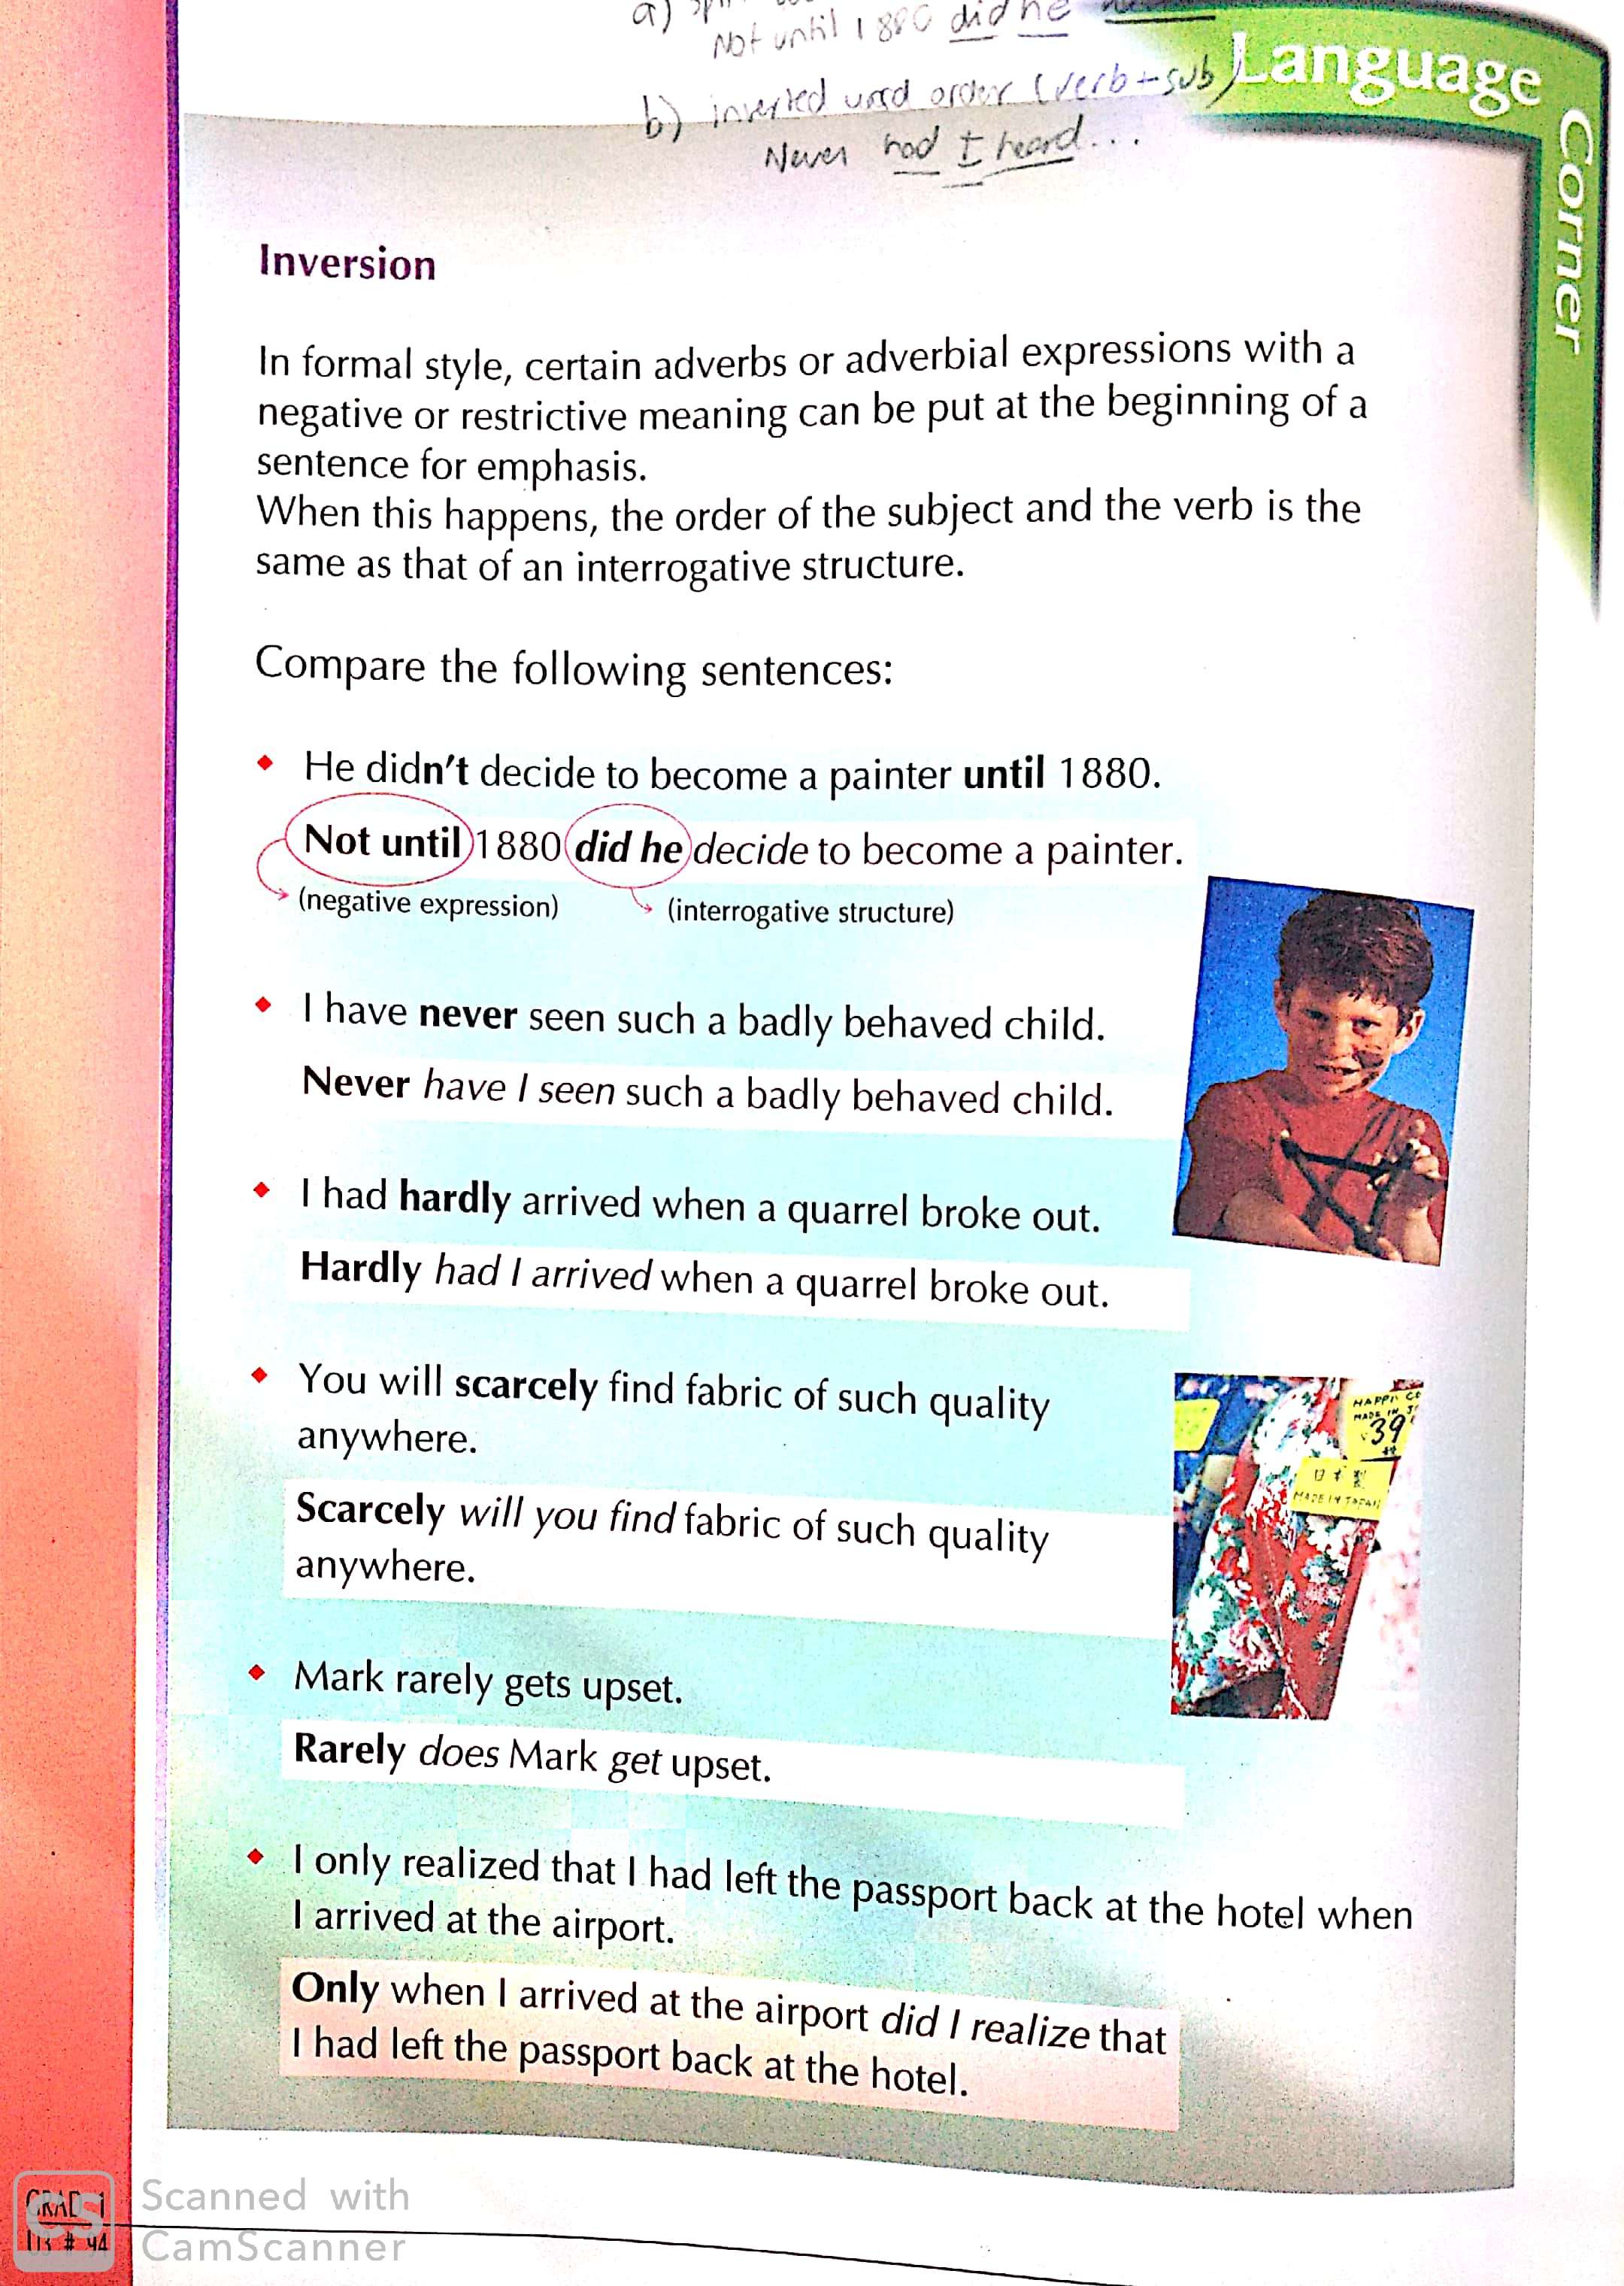 a)
Not until 1880 did he
b) inverted word order (verb + sub)
Never had I heard...
Language
Corner
Inversion
In formal style, certain adverbs or adverbial expressions with a
negative or restrictive meaning can be put at the beginning of a
sentence for emphasis.
When this happens, the order of the subject and the verb is the
same as that of an interrogative structure.
Compare the following sentences:
He didn't decide to become a painter until 1880.
Not until 1880 did he decide to become a painter.
(negative expression) (interrogative structure)
I have never seen such a badly behaved child.
Never have I seen such a badly behaved child.
I had hardly arrived when a quarrel broke out.
Hardly had I arrived when a quarrel broke out.
You will scarcely find fabric of such quality
anywhere.
Scarcely will you find fabric of such quality
anywhere.
HAPPI
MADE IN
39
日本製
MADE IN JAPAN
Mark rarely gets upset.
Rarely does Mark get upset.
I only realized that I had left the passport back at the hotel when
I arrived at the airport.
Only when I arrived at the airport did I realize that
I had left the passport back at the hotel.
CS
Scanned with
CamScanner
# 94